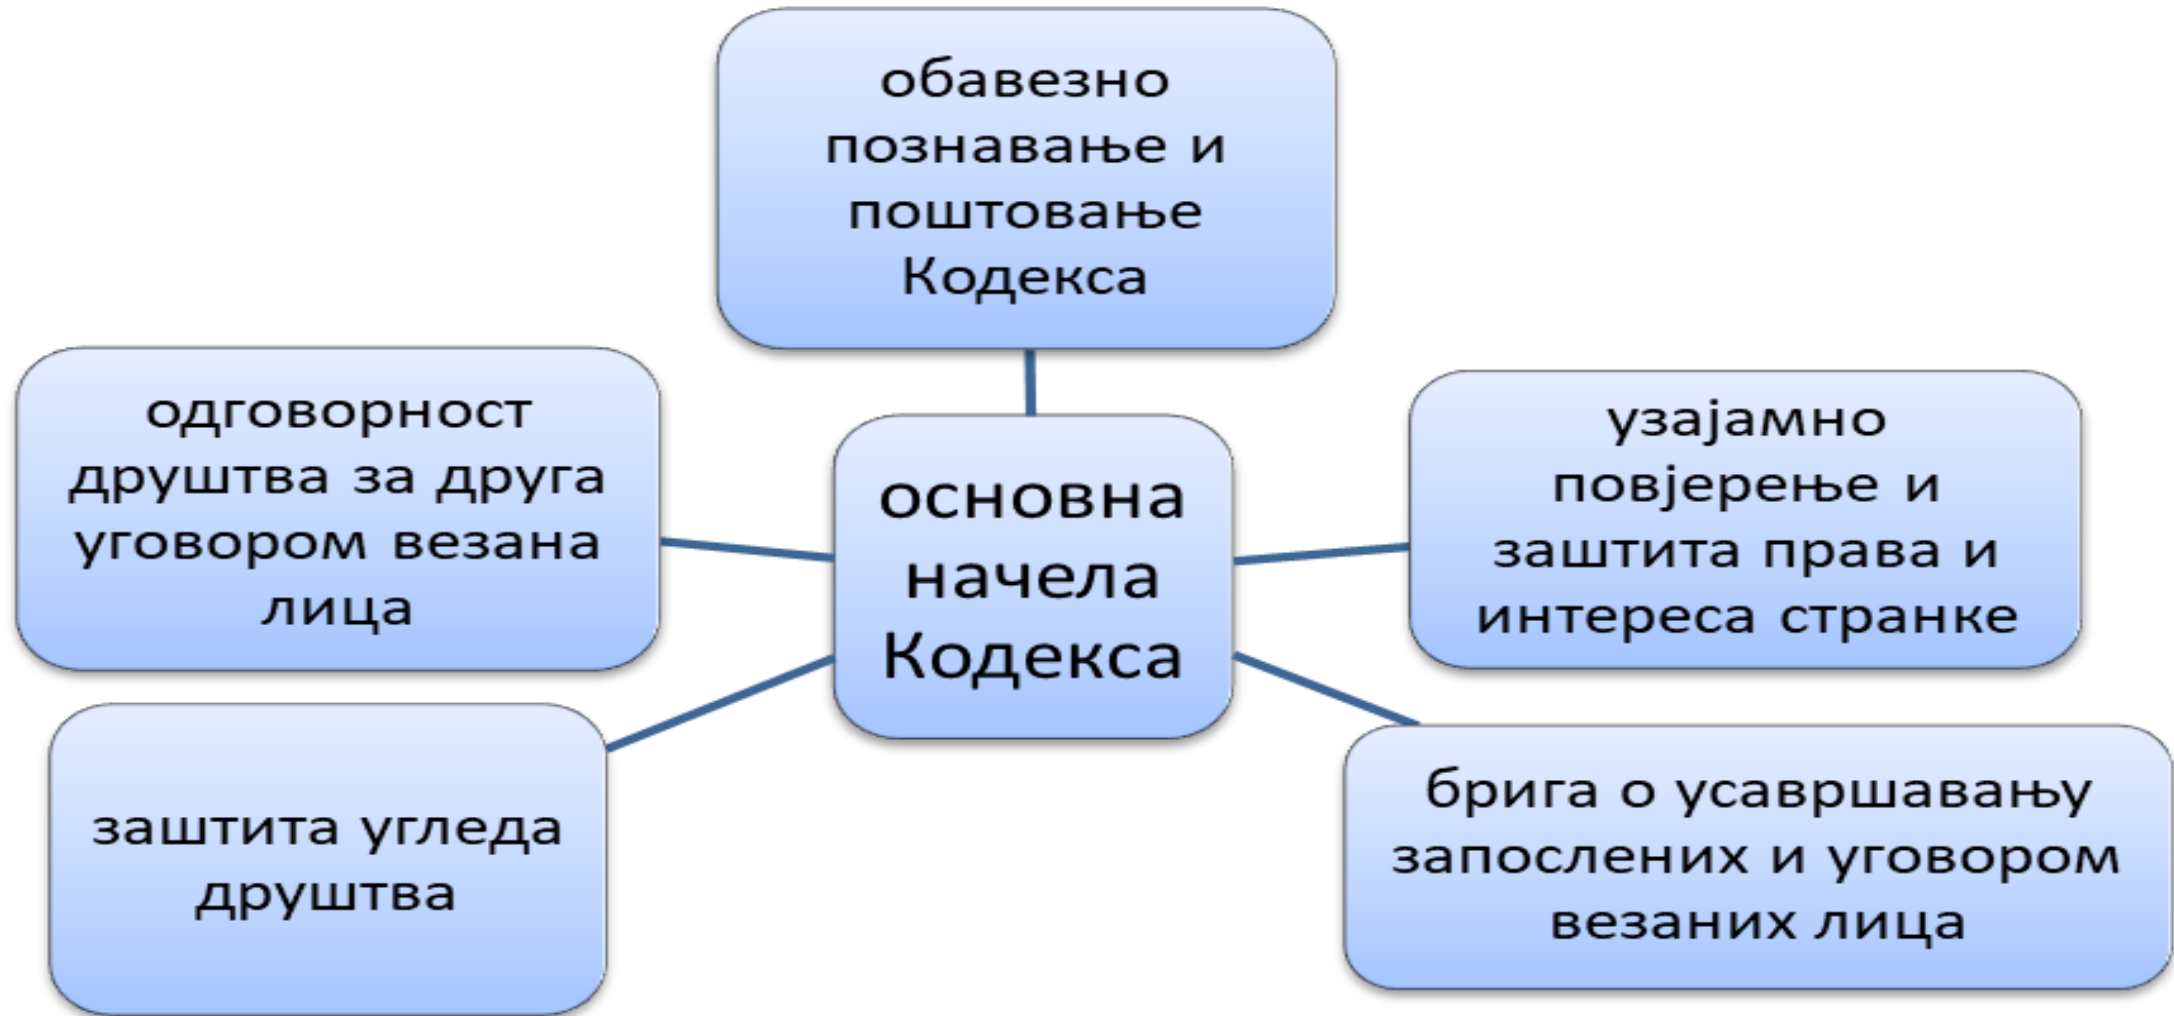 обавезно
познавање и
поштовање
Кодекса
одговорност
друштва за друга
уговором везана
лица
основна
начела
Кодекса
узајамно
повјерење и
заштита права и
интереса странке
заштита угледа
друштва
брига о усавршавању
запослених и уговором
везаних лица